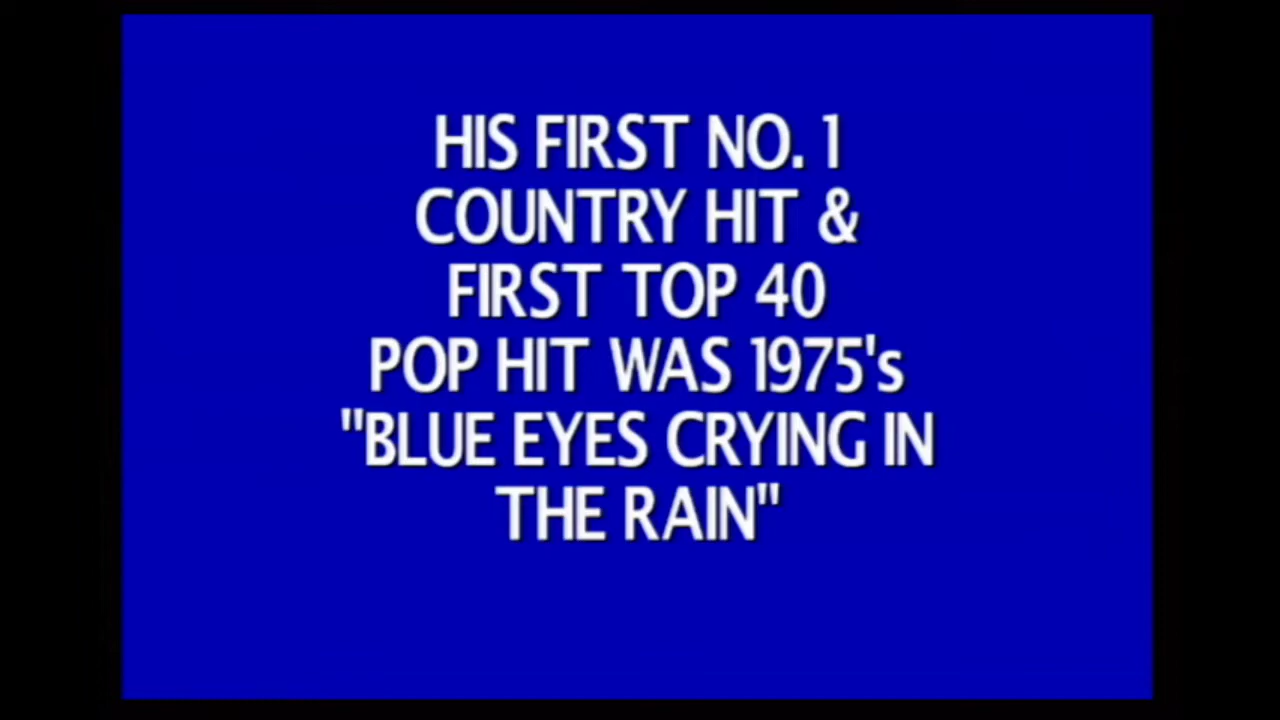 HIS FIRST NO. 1
COUNTRY HIT &
FIRST TOP 40
POP HIT WAS 1975's
"BLUE EYES CRYING IN
THE RAIN"